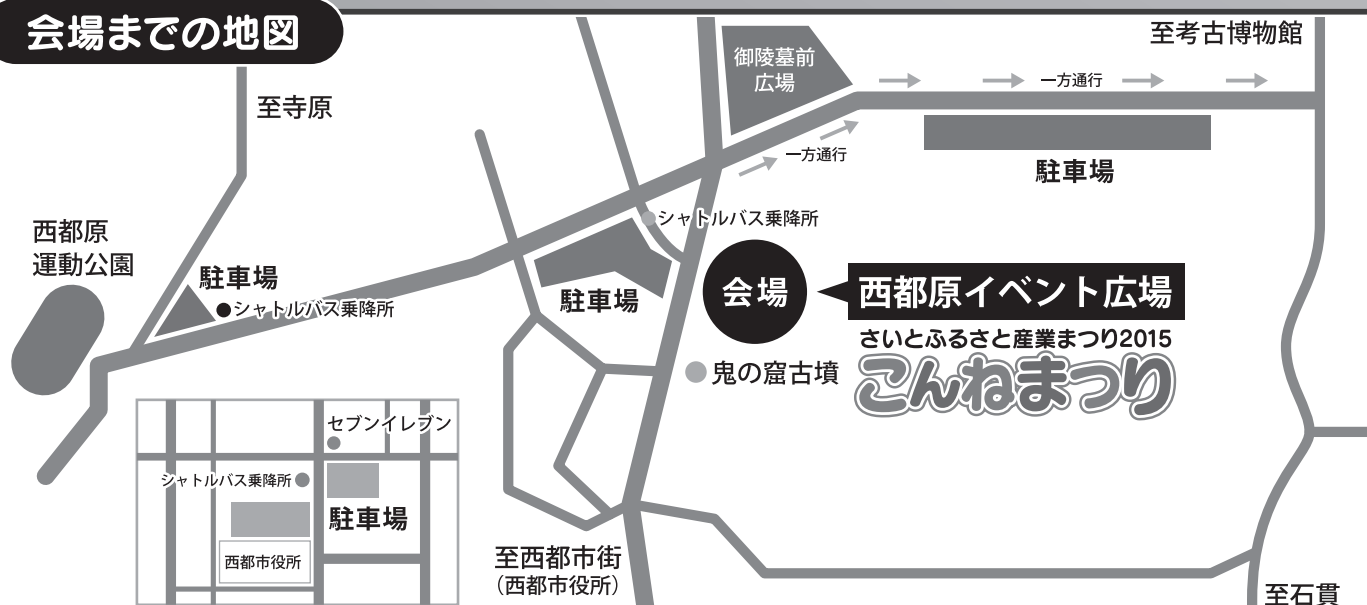 会場までの地図
至考古博物館
御陵墓前
広場
一方通行
至寺原
一方通行
駐車場
シャトルバス乗降所
西都原
運動公園
駐車場
シャトルバス乗降所
駐車場
会場
西都原イベント広場
さいとふるさと産業まつり2015
こんねまつり
鬼の窟古墳
セブンイレブン
シャトルバス乗降所
駐車場
西都市役所
至西都市街
（西都市役所）
至石貫